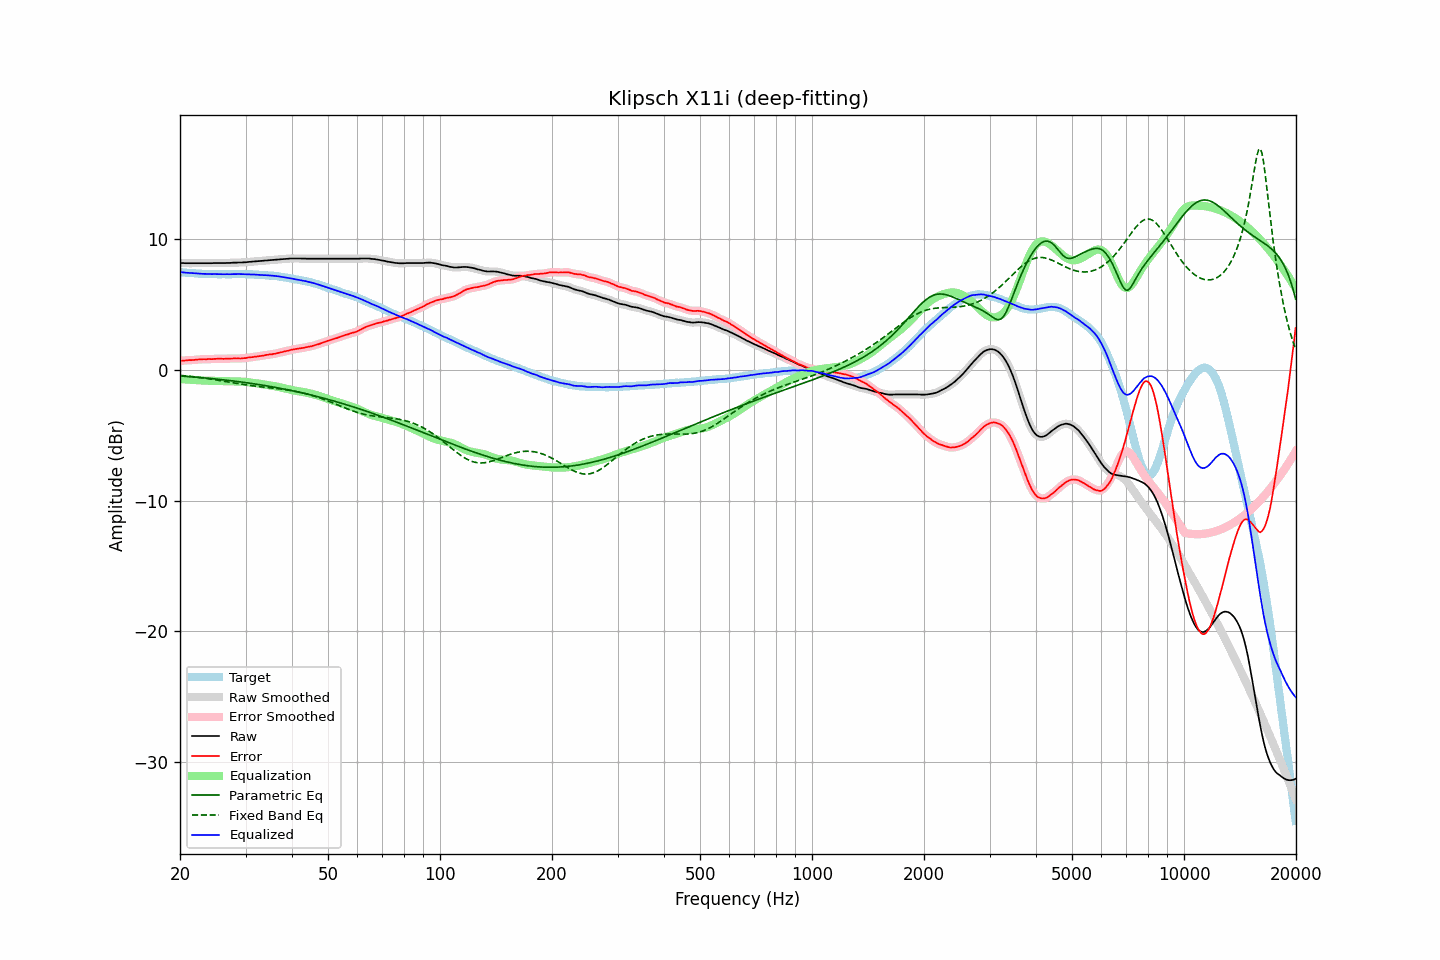 Klipsch X11i (deep-fitting)
Amplitude (dBr)
10
0
−10
−20
−30
Target
Raw Smoothed
Error Smoothed
Raw
Error
Equalization
Parametric Eq
Fixed Band Eq
Equalized
20 50 100 200 500 1000 2000 5000 10000 20000
Frequency (Hz)